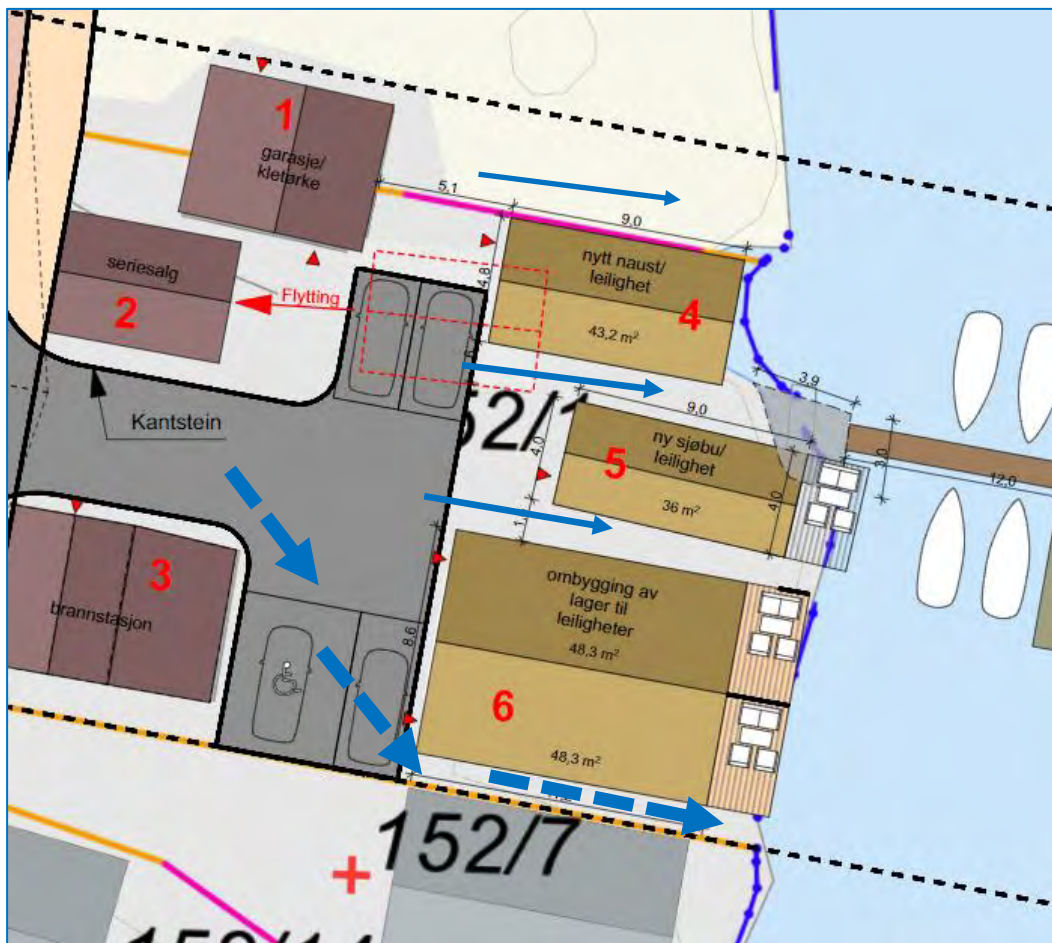 1
garasje/
kletørke
5,1
9,0
seriesalg
2
Flytting
4,8
nytt naust/
leilighet
4
43,2 m²
Kantstein
52/1
3,9
9,0
4,0
ny sjøbu/
leilighet
5
36 m²
4,0
3,0
12,0
1
3
brannstasjon
8,6
ombygging av
lager til
leiligheter
48,3 m²
6
48,3 m²
152/7